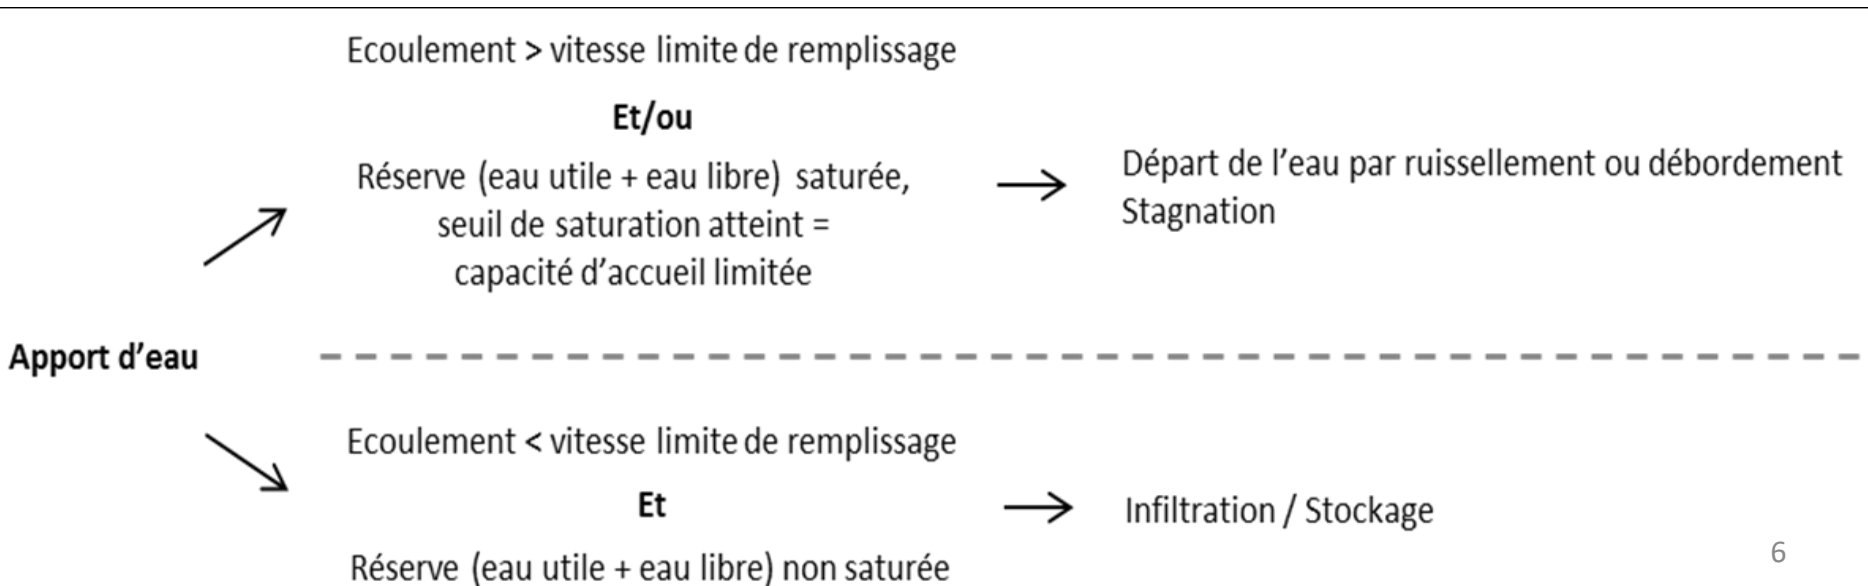 Ecoulement > vitesse limite de remplissage
Et/ou
Réserve (eau utile + eau libre) saturée,
seuil de saturation atteint =
capacité d’accueil limitée
Départ de l’eau par ruissellement ou débordement
Stagnation
Apport d’eau
Ecoulement < vitesse limite de remplissage
Et
Réserve (eau utile + eau libre) non saturée
Infiltration / Stockage
6